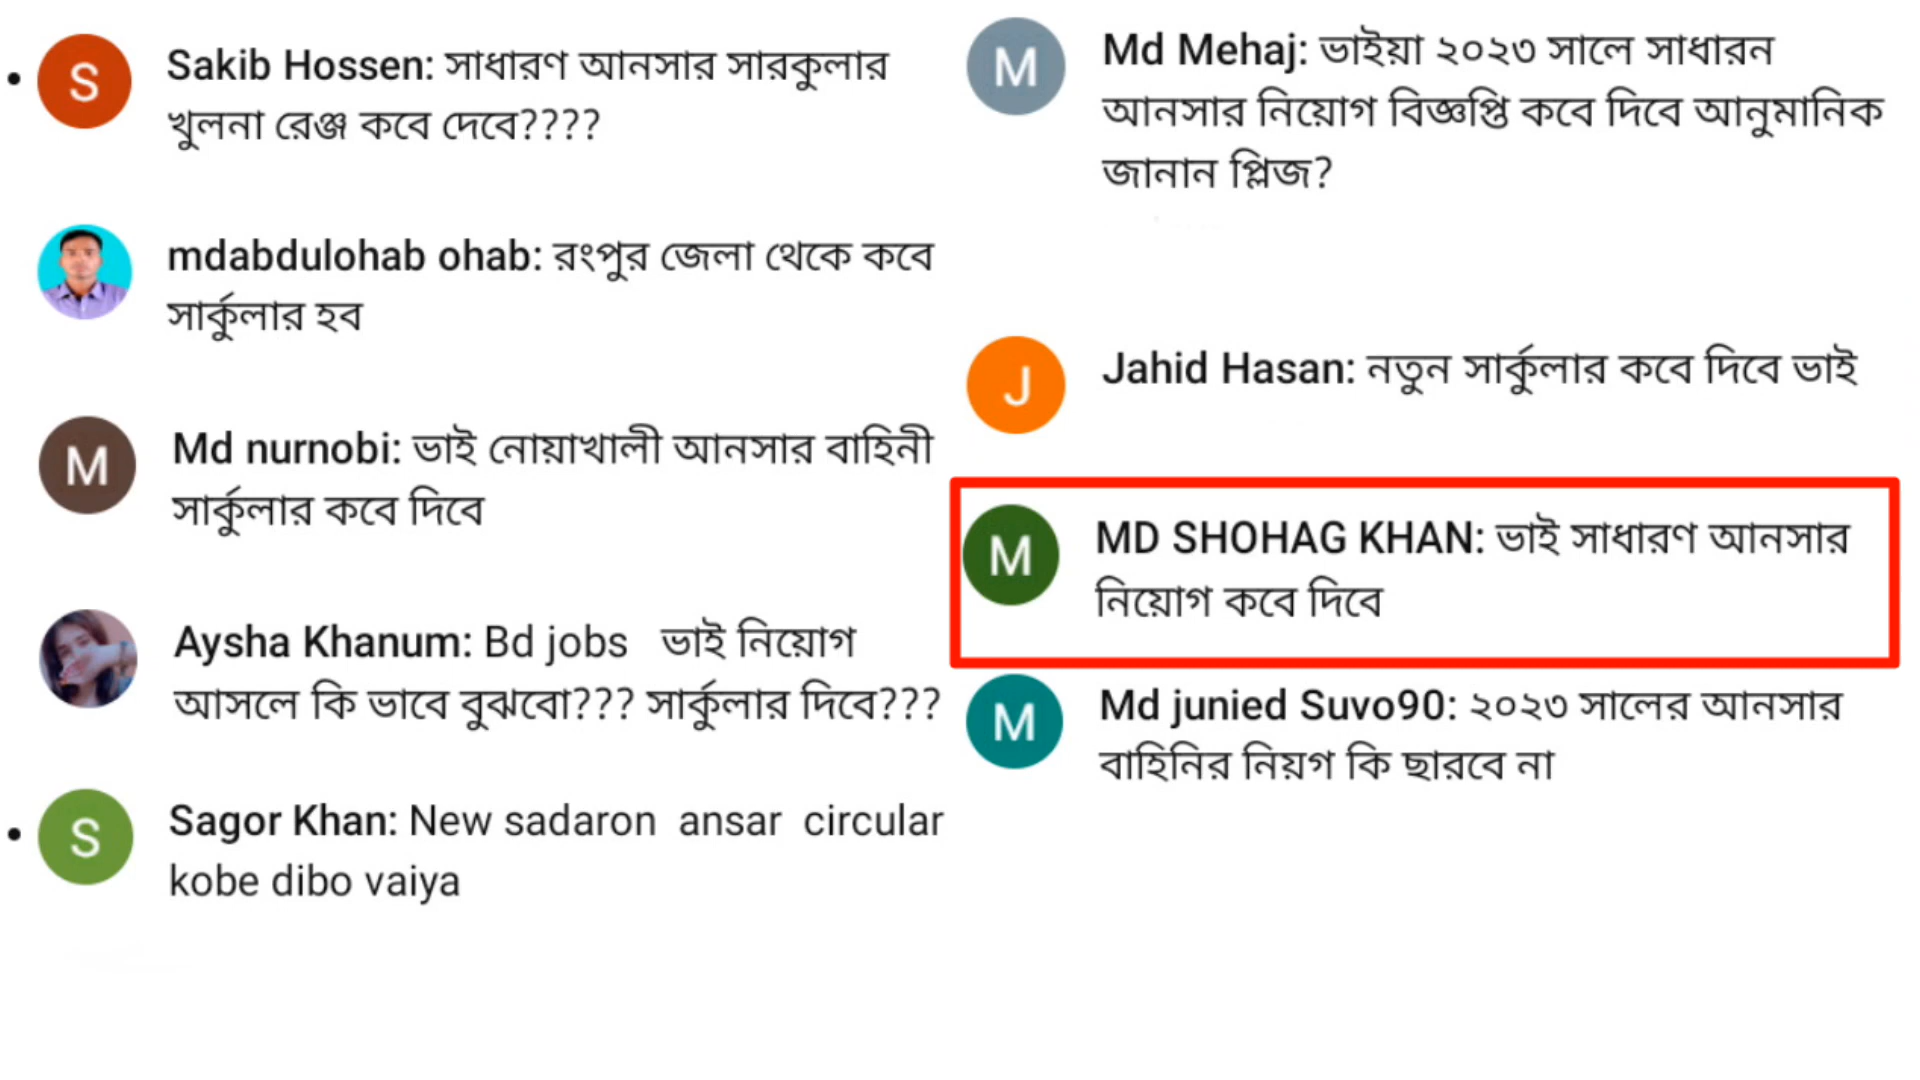 S
Sakib Hossen: সাধারণ আনসার সারকুলার
খুলনা রেঞ্জ কবে দেবে????
mdabdulohab ohab: রংপুর জেলা থেকে কবে
সার্কুলার হব
M
Md nurnobi: ভাই নোয়াখালী আনসার বাহিনী
সার্কুলার কবে দিবে
Aysha Khanum: Bd jobs ভাই নিয়োগ
আসলে কি ভাবে বুঝবো??? সার্কুলার দিবে???
S
Sagor Khan: New sadaron ansar circular
kobe dibo vaiya
M
Md Mehaj: ভাইয়া ২০২৩ সালে সাধারন
আনসার নিয়োগ বিজ্ঞপ্তি কবে দিবে আনুমানিক
জানান প্লিজ?
J
Jahid Hasan: নতুন সার্কুলার কবে দিবে ভাই
M
MD SHOHAG KHAN: ভাই সাধারণ আনসার
নিয়োগ কবে দিবে
M
Md junied Suvo90: ২০২৩ সালের আনসার
বাহিনির নিয়গ কি ছারবে না